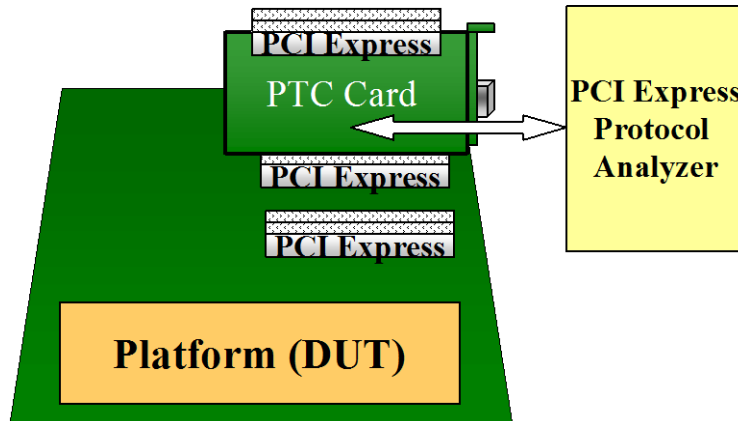 PCI Express
PTC Card
PCI Express
Protocol
Analyzer
PCI Express
PCI Express
Platform (DUT)